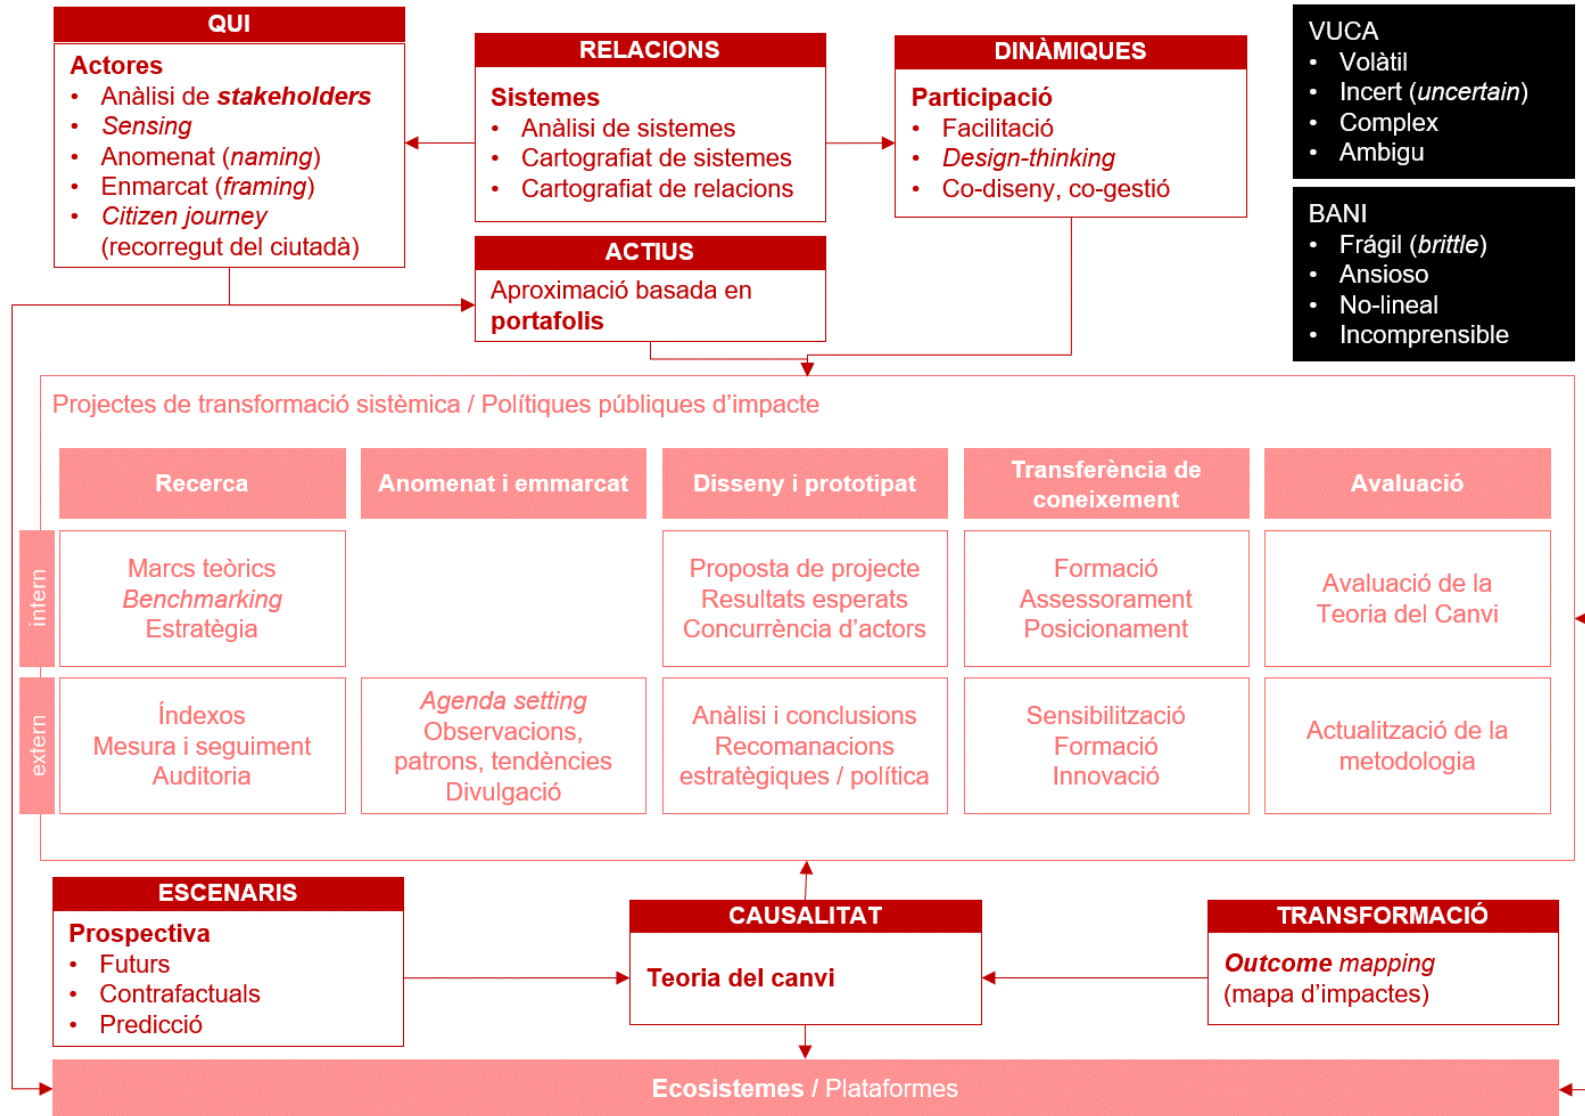 QUI
Actores
• Anàlisi de stakeholders
• Sensing
• Anomenat (naming)
• Enmarcat (framing)
• Citizen journey
(recorregut del ciutadà)
RELACIONS
Sistemes
• Anàlisi de sistemes
• Cartografiat de sistemes
• Cartografiat de relacions
DINÀMIQUES
Participació
• Facilitació
• Design-thinking
• Co-diseny, co-gestió
VUCA
• Volàtil
• Incert (uncertain)
• Complex
• Ambigu
BANI
• Frágil (brittle)
• Ansioso
• No-lineal
• Incomprensible
ACTIUS
Aproximació basada en
portafolis
Projectes de transformació sistèmica / Polítiques públiques d'impacte
Recerca
Anomenat i emmarcat
Disseny i prototipat
Transferència de
coneixement
Avaluació
intern
Marcs teòrics
Benchmarking
Estratègia
Proposta de projecte
Resultats esperats
Concurrència d'actors
Formació
Assessorament
Posicionament
Avaluació de la
Teoria del Canvi
extern
Índexos
Mesura i seguiment
Auditoria
Agenda setting
Observacions,
patrons, tendències
Divulgació
Anàlisi i conclusions
Recomanacions
estratègiques / política
Sensibilització
Formació
Innovació
Actualització de la
metodologia
ESCENARIS
Prospectiva
• Futurs
• Contrafactuals
• Predicció
CAUSALITAT
Teoria del canvi
TRANSFORMACIÓ
Outcome mapping
(mapa d'impactes)
Ecosistemes / Plataformes